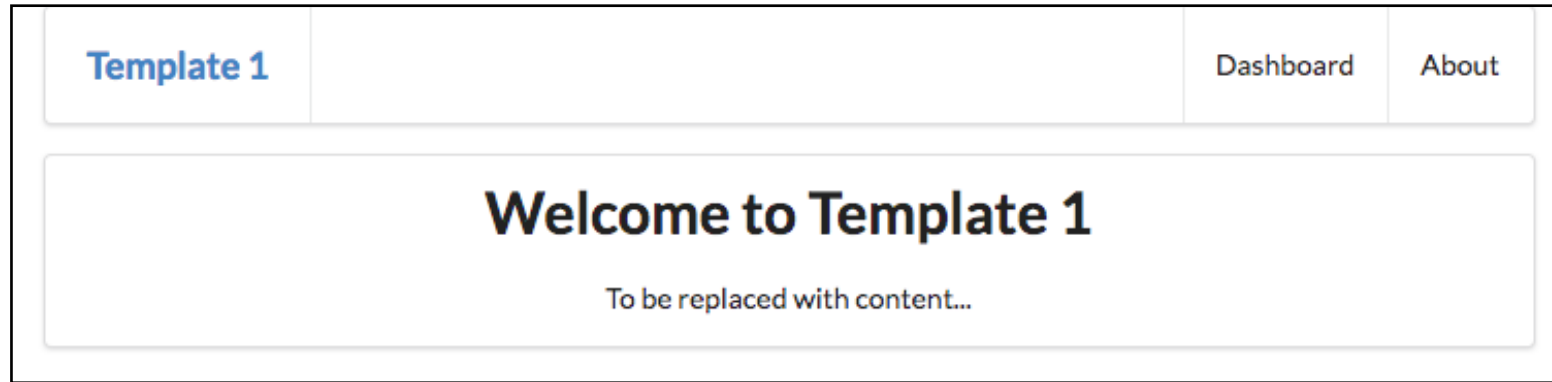 Template 1 Dashboard About
Welcome to Template 1
To be replaced with content...